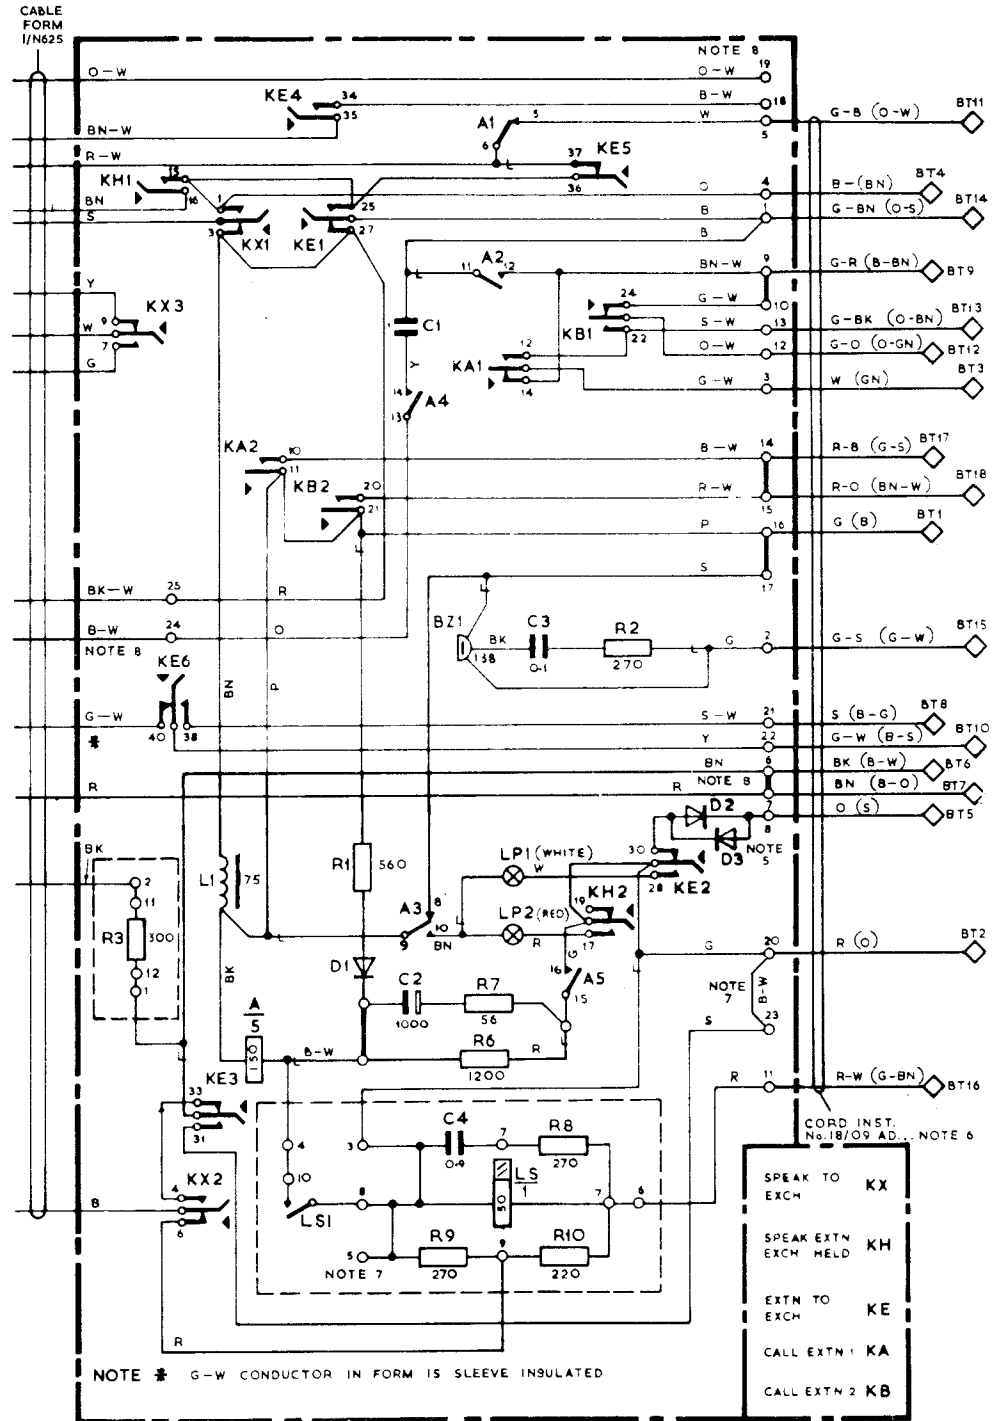 CABLE
FORM
1/N625
NOTE 8
O-W 19
KE4 34
35
B-W 18
BN-W
A1 5 W 5 G-B (O-W) BT11
6
R-W
KE5 37
36
KH1 15
16
BN
S
O 4 B-(BN) BT4
1 25
B 1 G-BN (O-S) BT14
3 KX1 KE1 27
B
A2 11 12 BN-W 9 G-R (B-BN) BT9
Y
KX3 9
W 7
G
24 G-W 10
KB1 S-W 13 G-BK (O-BN) BT13
22
C1
O-W 12 G-O (O-GN) BT12
12
KA1
14
G-W 3 W (GN) BT3
Y
14
13 A4
KA2 10
11
B-W 14 R-B (G-S) BT17
KB2 20
21
R-W 15 R-O (BN-W) BT18
P 16 G (B) BT1
S 17
BK-W 25 R
B-W 24 O
NOTE 8
BZ1 138 BK C3 0·1 R2 270 L G 2 G-S (G-W) BT15
KE6
BN P
G-W 40 38
*
S-W 21 S (B-G) BT8
Y 22 G-W (B-S) BT10
BN 6 BK (B-W) BT6
NOTE 8
R R 7 BN (B-O) BT7
D2 8 O (S) BT5
D3 NOTE 5
BK
30
28 KE2
LP1 (WHITE) W
R1 560
L1 75
2
11
R3 300
12
1
A3 8
9 10 BN
LP2 (RED) R
KH2 19
17
G
G 20 R (O) BT2
D1
BK
16 A5
15
C2 1000
R7 56
NOTE 7
B-W
23
S
A
5
150
L B-W
R6 1200
R
R 11 R-W (G-BN) BT16
KE3 33
31
CORD INST.
No.18/09 AD... NOTE 6
4
10
LS1
3
C4 0·9
7
R8 270
LS
1
50
8
7 6
KX2 4
6
B
5
NOTE 7
R9 270
9
R10 220
R
SPEAK TO
EXCH KX
SPEAK EXTN
EXCH HELD KH
EXTN TO
EXCH KE
CALL EXTN 1 KA
CALL EXTN 2 KB
NOTE * G-W CONDUCTOR IN FORM IS SLEEVE INSULATED